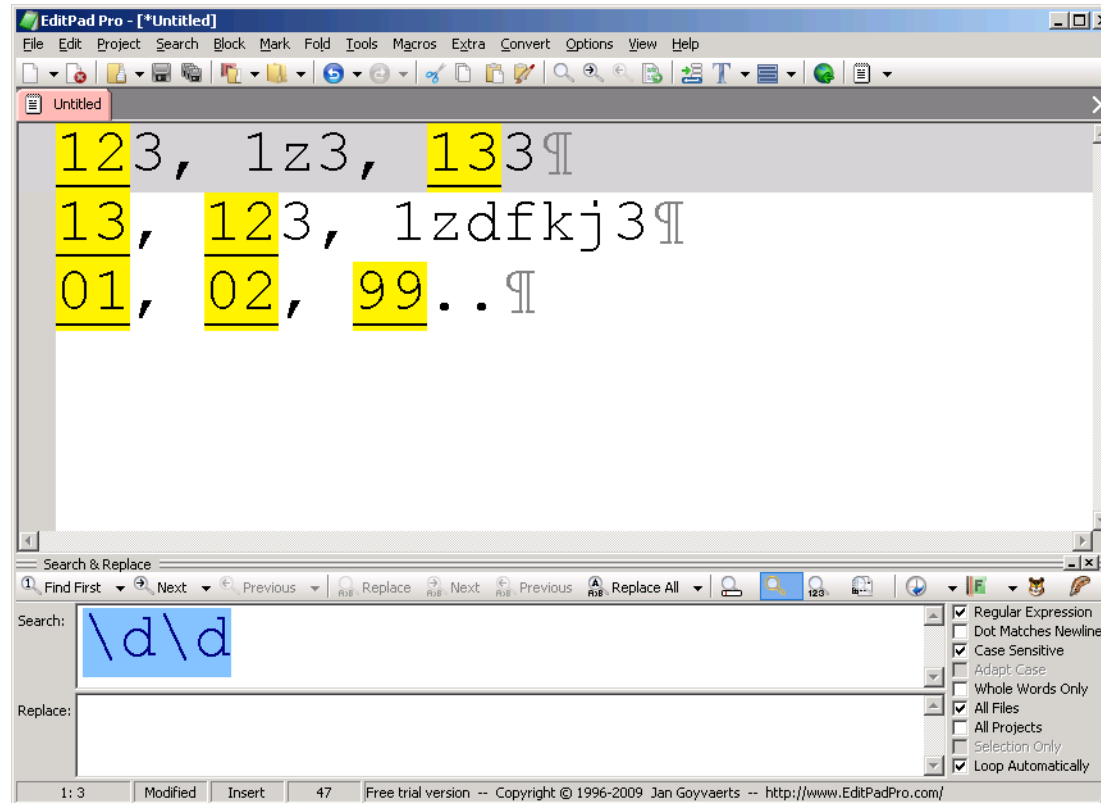 EditPad Pro - [*Untitled]
File Edit Project Search Block Mark Fold Tools Macros Extra Convert Options View Help
Untitled
123, 1z3, 133¶
13, 123, 1zdfkj3¶
01, 02, 99..¶
Search & Replace
Find First Next Previous Replace Next Previous Replace All
Search: \d\d
Replace:
Regular Expression
Dot Matches Newline
Case Sensitive
Adapt Case
Whole Words Only
All Files
All Projects
Selection Only
Loop Automatically
1: 3 Modified Insert 47 Free trial version -- Copyright © 1996-2009 Jan Goyvaerts -- http://www.EditPadPro.com/